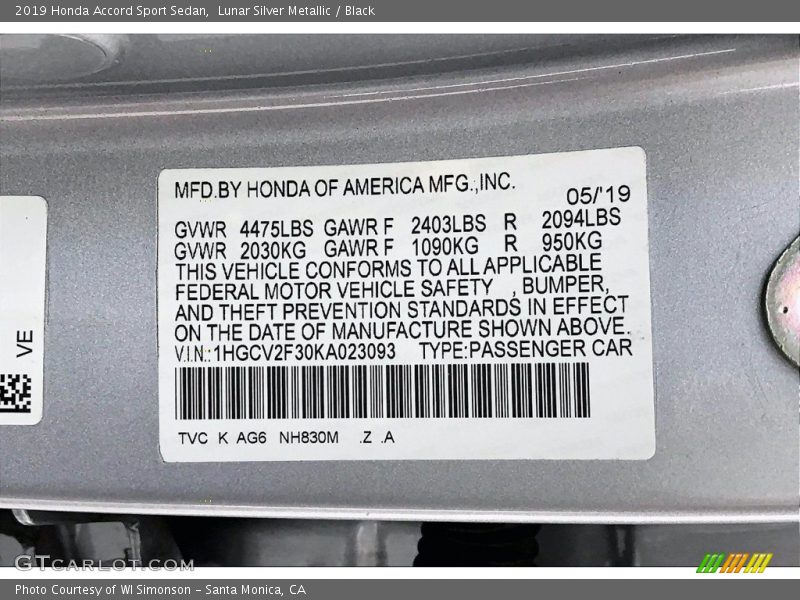 2019 Honda Accord Sport Sedan,  Lunar Silver Metallic / Black
MFD.BY HONDA OF AMERICA MFG.,INC.
05/'19
GVWR 4475LBS GAWR F 2403LBS R 2094LBS
GVWR 2030KG GAWR F 1090KG R 950KG
THIS VEHICLE CONFORMS TO ALL APPLICABLE
FEDERAL MOTOR VEHICLE SAFETY , BUMPER,
AND THEFT PREVENTION STANDARDS IN EFFECT
ON THE DATE OF MANUFACTURE SHOWN ABOVE.
V.I.N.:1HGCV2F30KA023093 TYPE:PASSENGER CAR
TVC K AG6 NH830M .Z .A
VE
GTCARLOT.COM
Photo Courtesy of WI Simonson - Santa Monica, CA